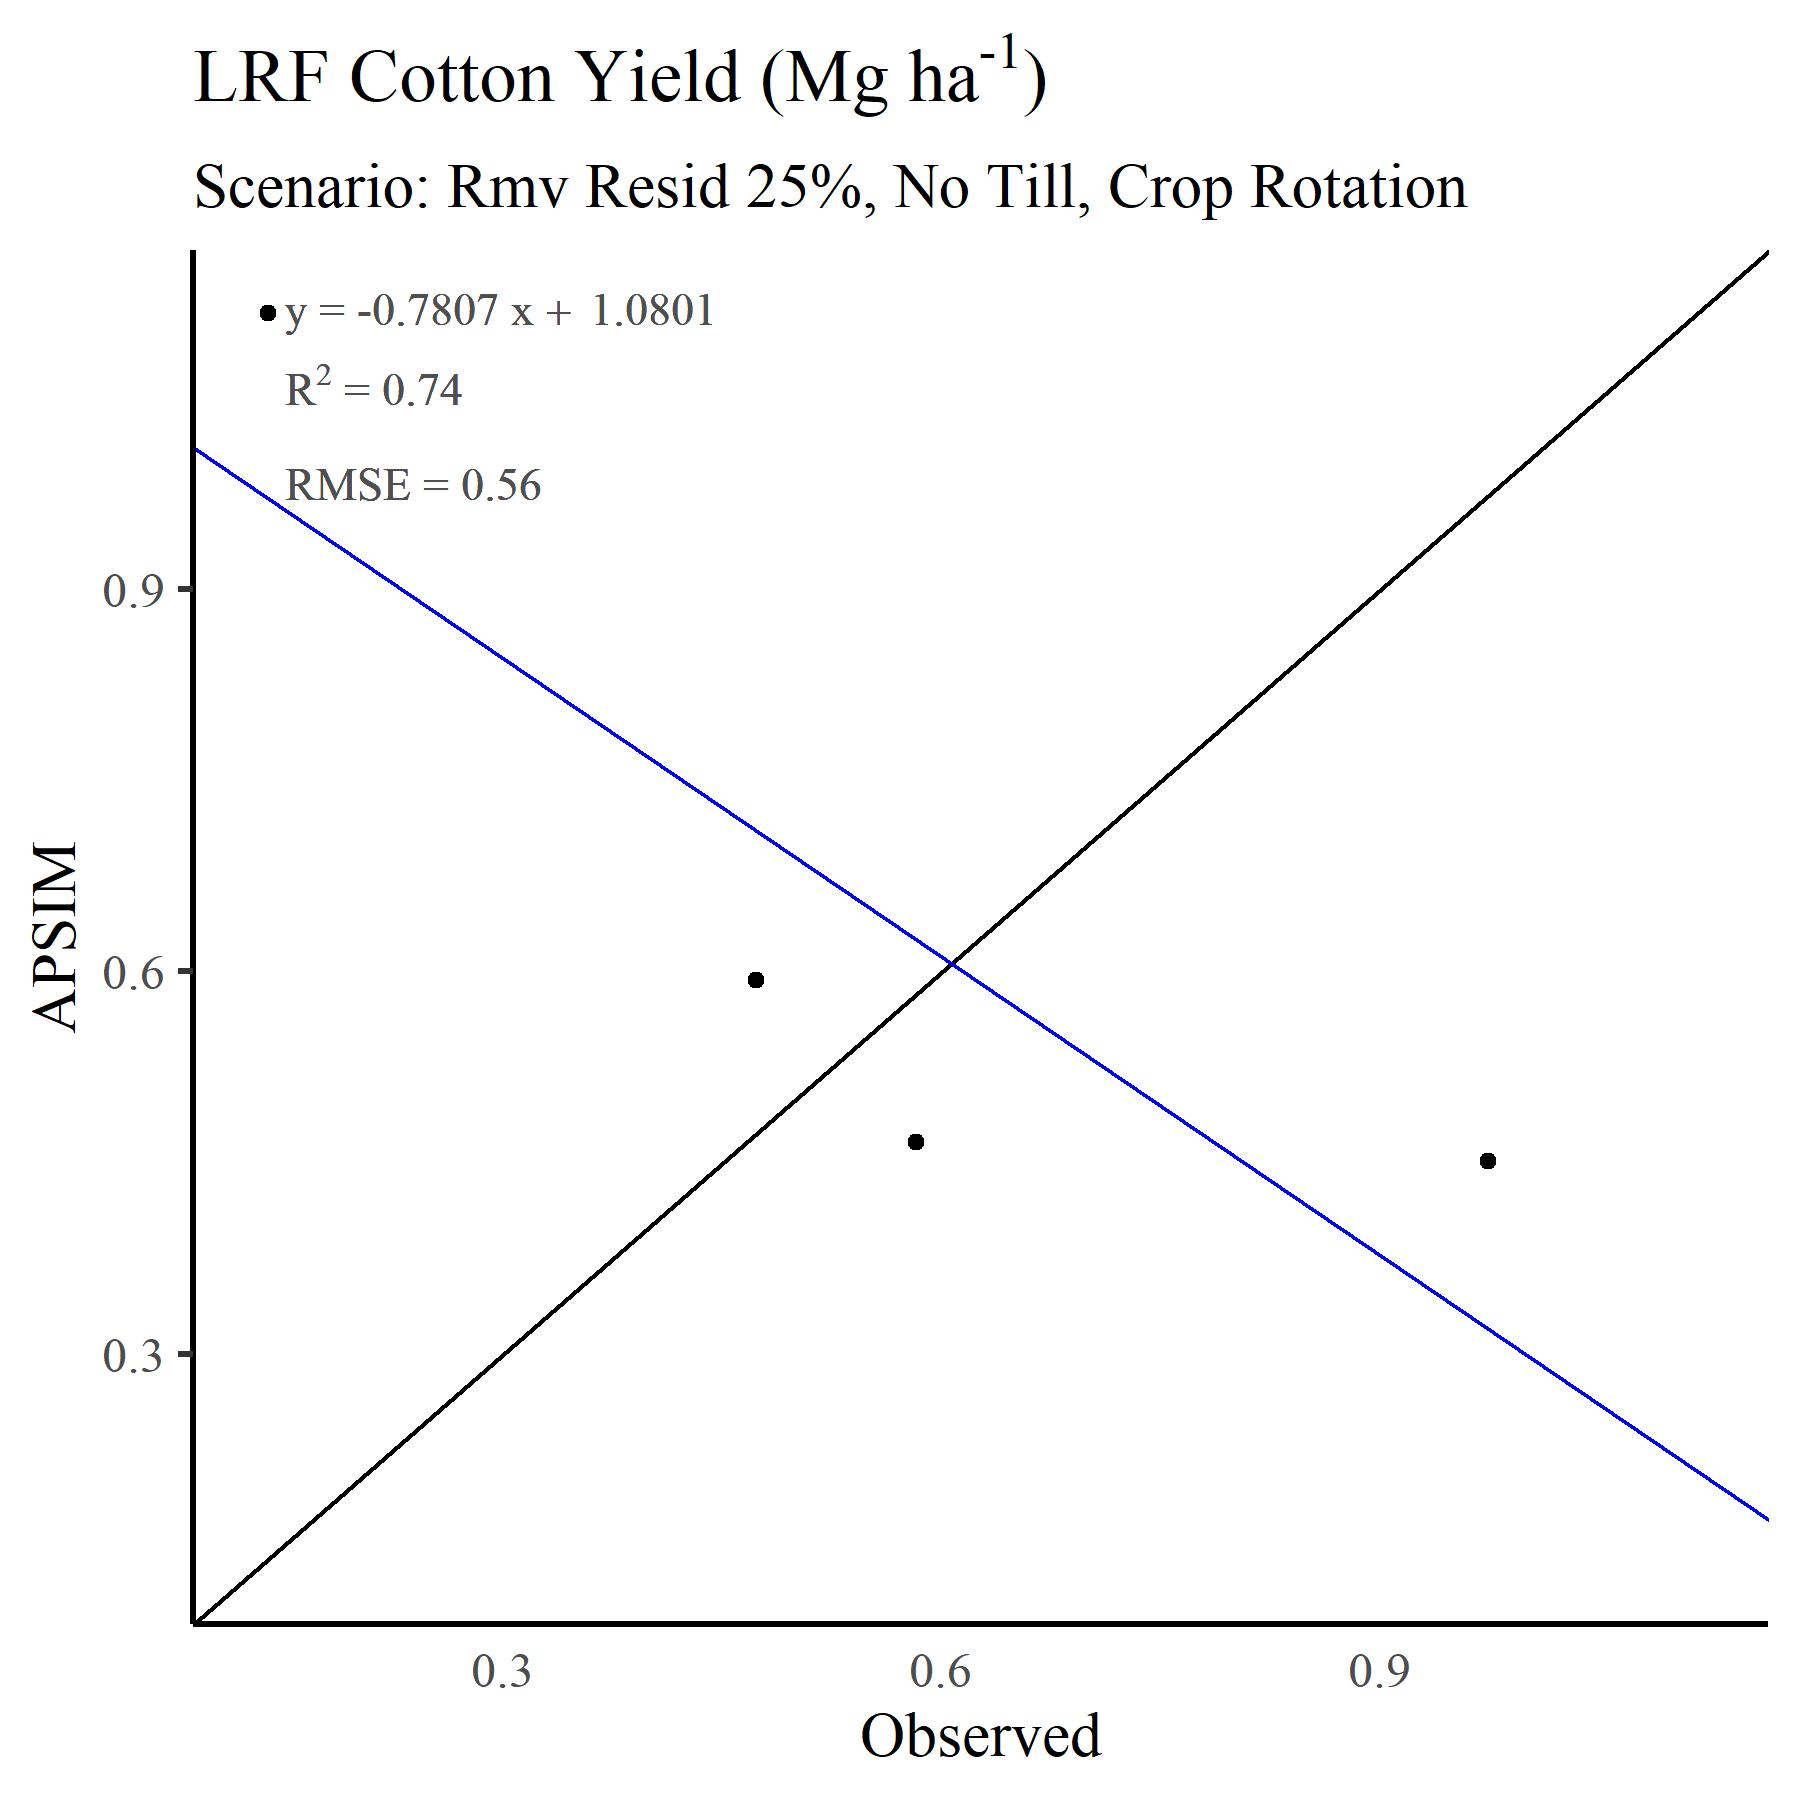 LRF Cotton Yield (Mg ha⁻¹)
Scenario: Rmv Resid 25%, No Till, Crop Rotation
y = -0.7807 x + 1.0801
R² = 0.74
RMSE = 0.56
0.9
0.6
0.3
APSIM
0.3 0.6 0.9
Observed